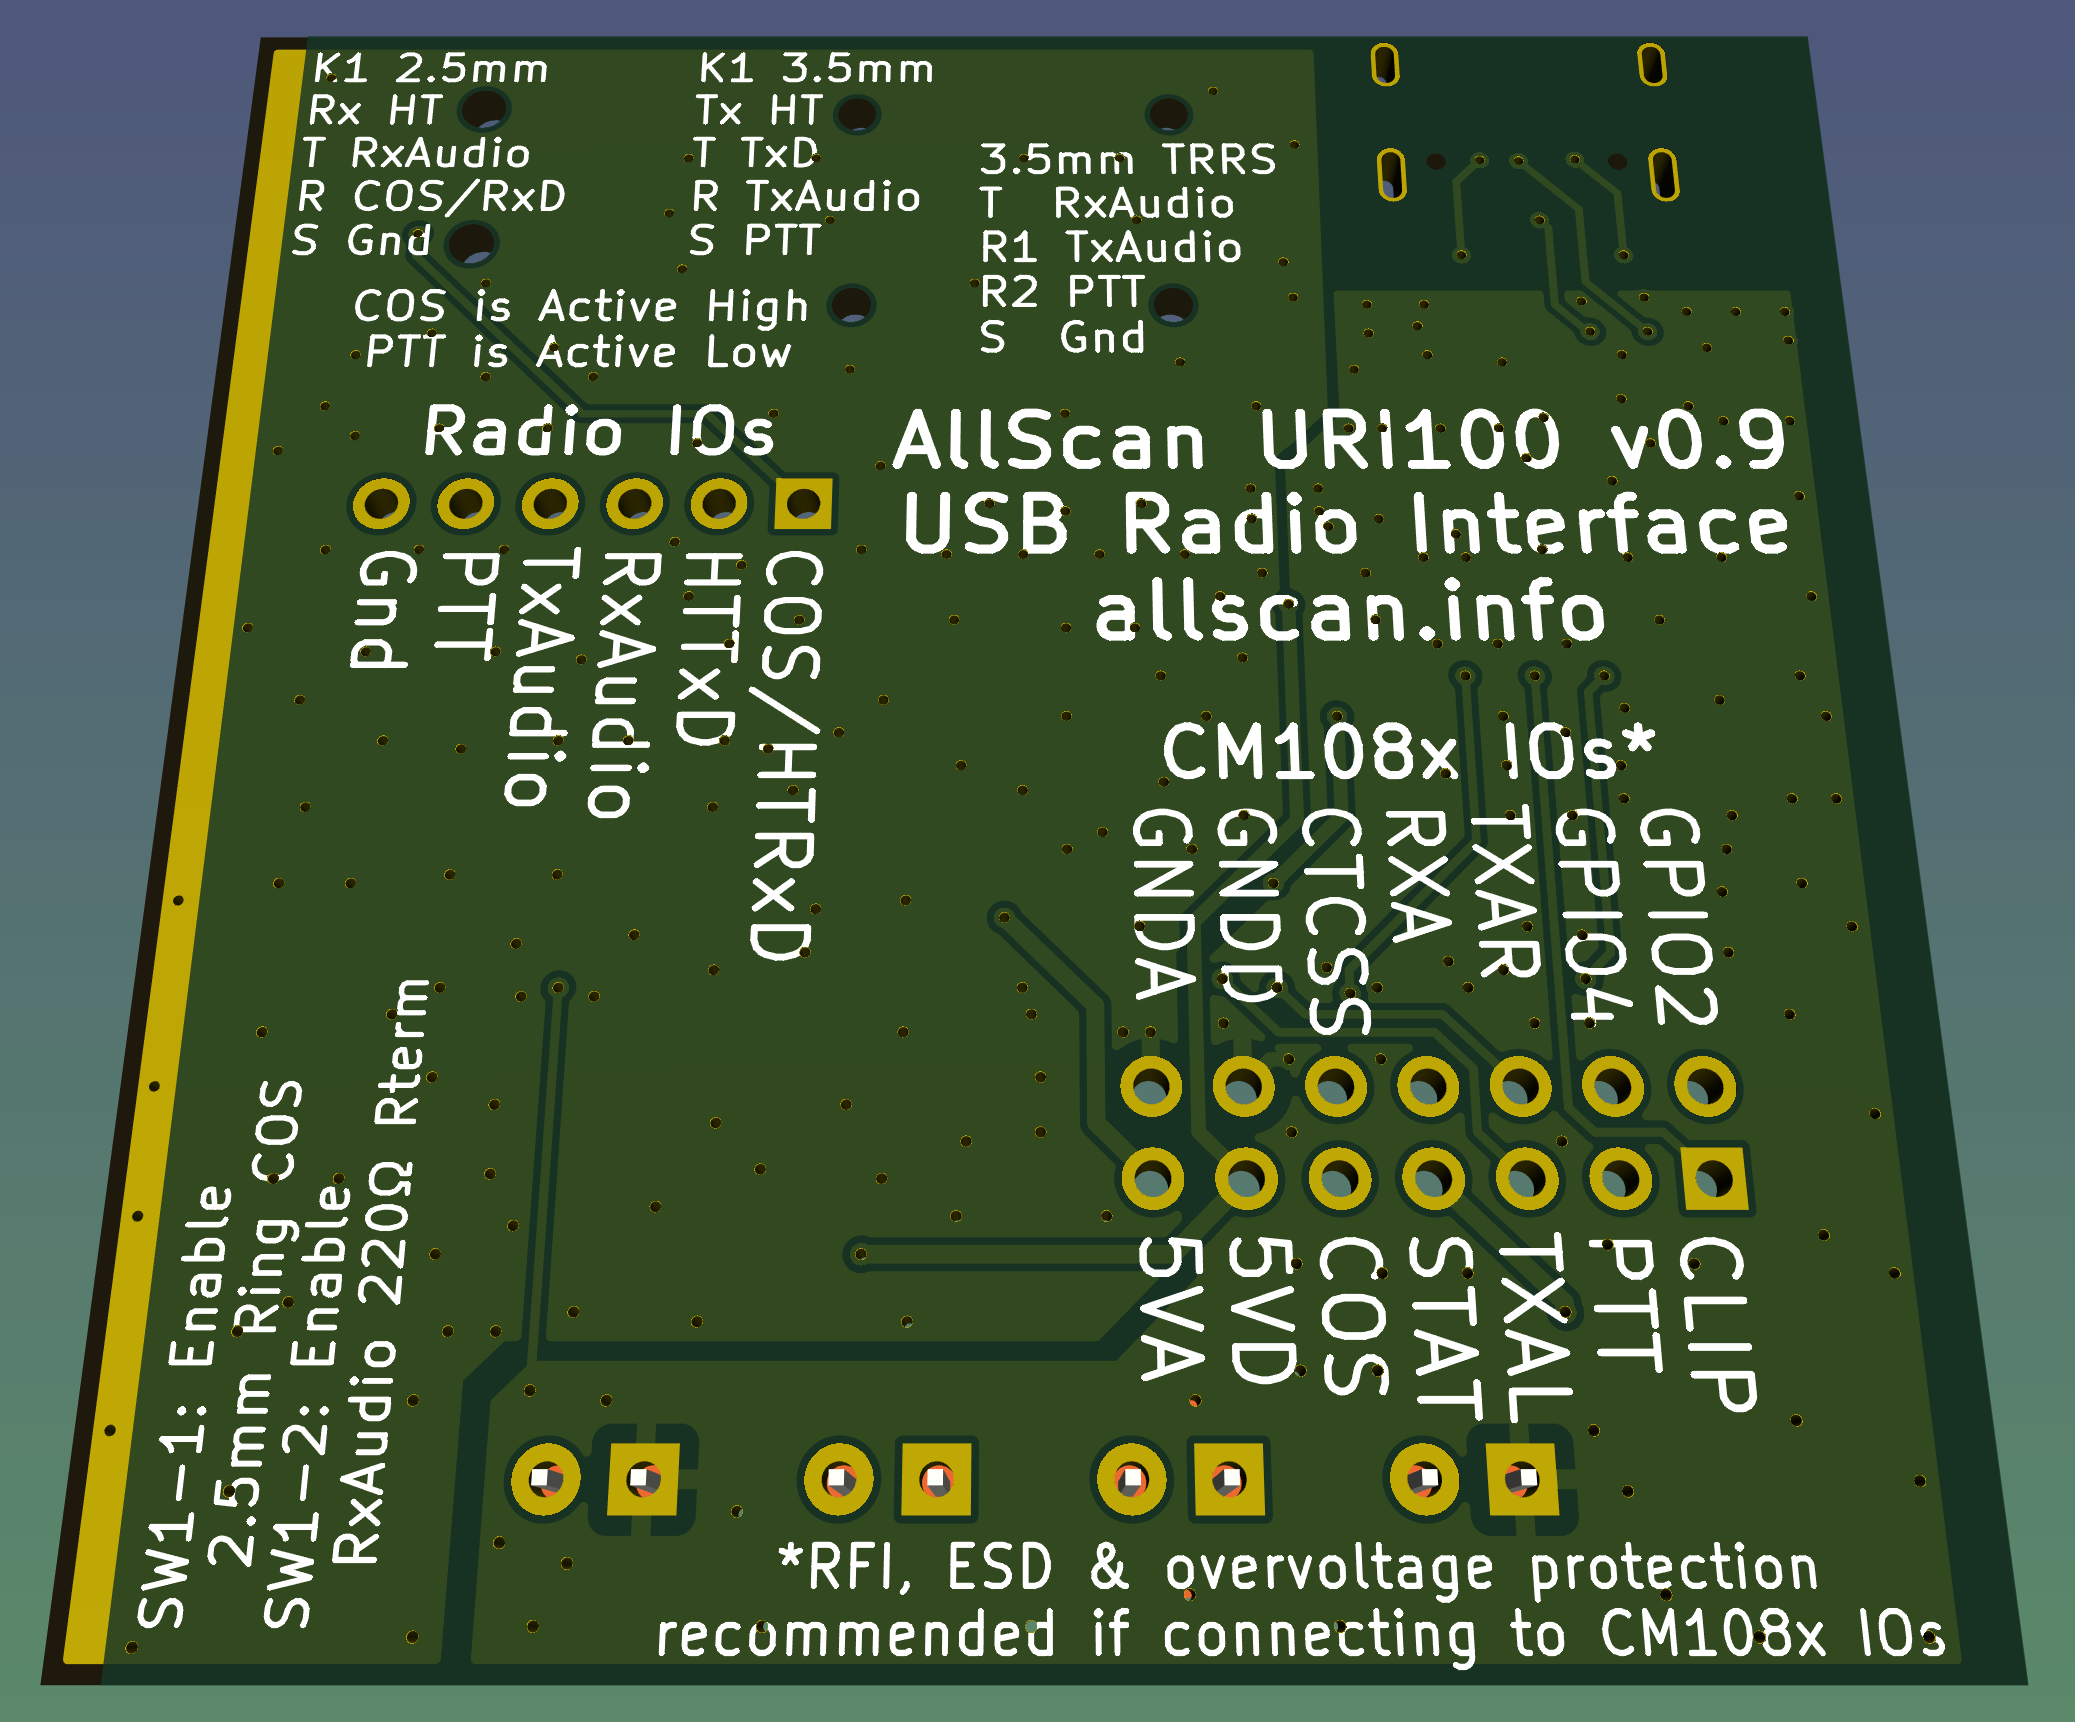 K1 2.5mm
Rx HT
T RxAudio
R COS/RxD
S Gnd
K1 3.5mm
Tx HT
T TxD
R TxAudio
S PTT
3.5mm TRRS
T RxAudio
R1 TxAudio
R2 PTT
S Gnd
COS is Active High
PTT is Active Low
Radio IOs
Gnd
PTT
TxAudio
RxAudio
HTTxD
COS/HTRxD
AllScan URI100 v0.9
USB Radio Interface
allscan.info
CM108x IOs*
GNDA
GNDD
CTCSS
RXA
TXAR
GPIO4
GPIO2
5VA
5VD
COS
STAT
TXAL
PTT
CLIP
SW1-1: Enable
2.5mm Ring COS
SW1-2: Enable
RxAudio 220Ω Rterm
*RFI, ESD & overvoltage protection
recommended if connecting to CM108x IOs